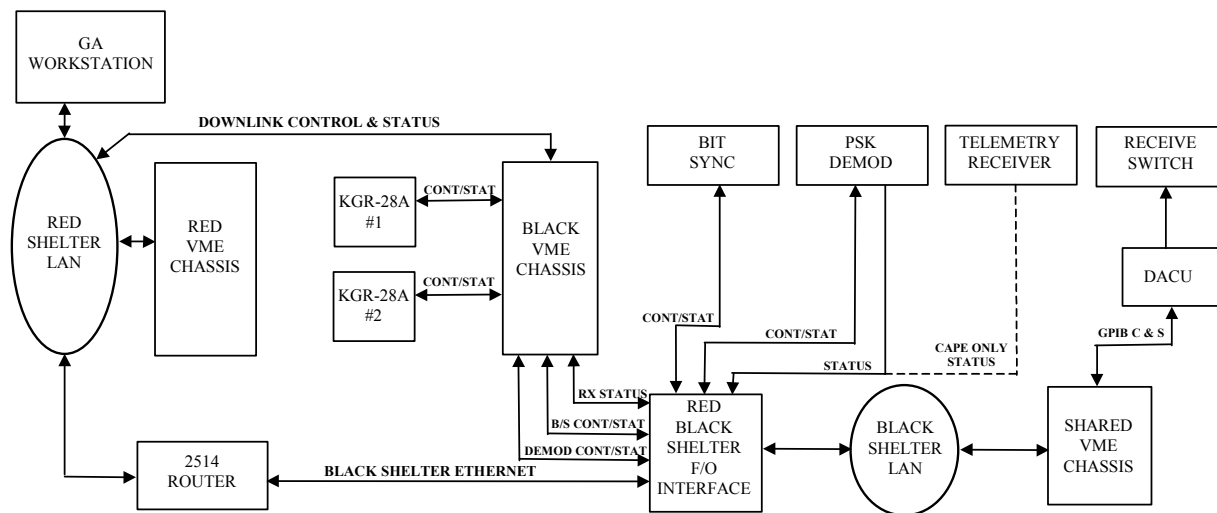 GA
WORKSTATION
DOWNLINK CONTROL & STATUS
BIT
SYNC
PSK
DEMOD
TELEMETRY
RECEIVER
RECEIVE
SWITCH
RED
SHELTER
LAN
RED
VME
CHASSIS
KGR-28A
#1
CONT/STAT
KGR-28A
#2
CONT/STAT
BLACK
VME
CHASSIS
DACU
CONT/STAT
CONT/STAT
STATUS
CAPE ONLY
STATUS
GPIB C & S
RX STATUS
B/S CONT/STAT
DEMOD CONT/STAT
BLACK SHELTER ETHERNET
2514
ROUTER
RED
BLACK
SHELTER
F/O
INTERFACE
BLACK
SHELTER
LAN
SHARED
VME
CHASSIS